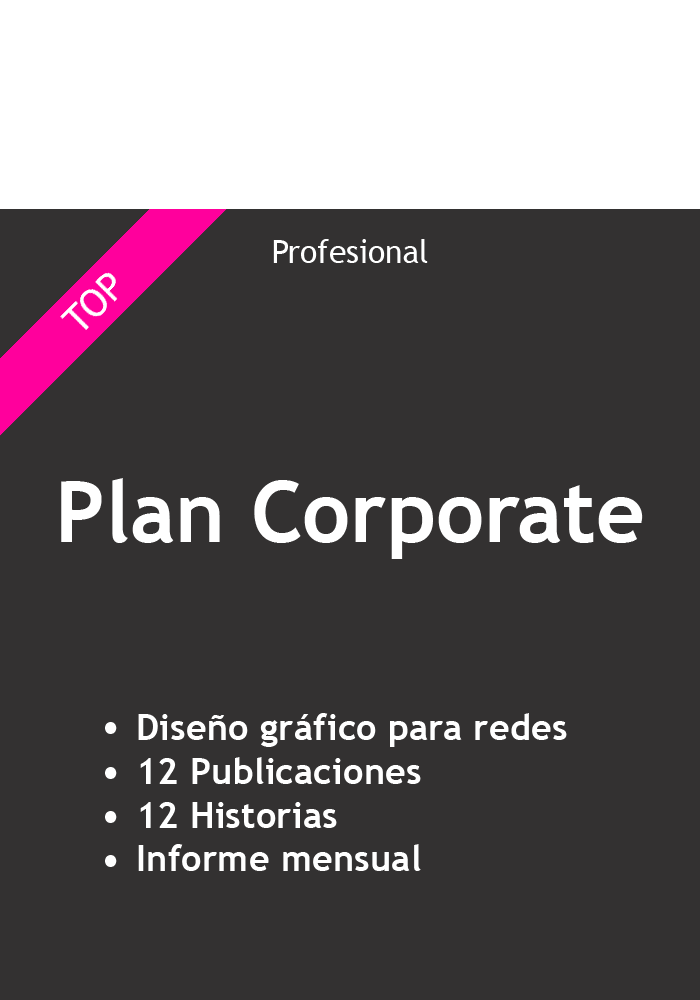 Profesional
TOP
Plan Corporate
• Diseño gráfico para redes
• 12 Publicaciones
• 12 Historias
• Informe mensual